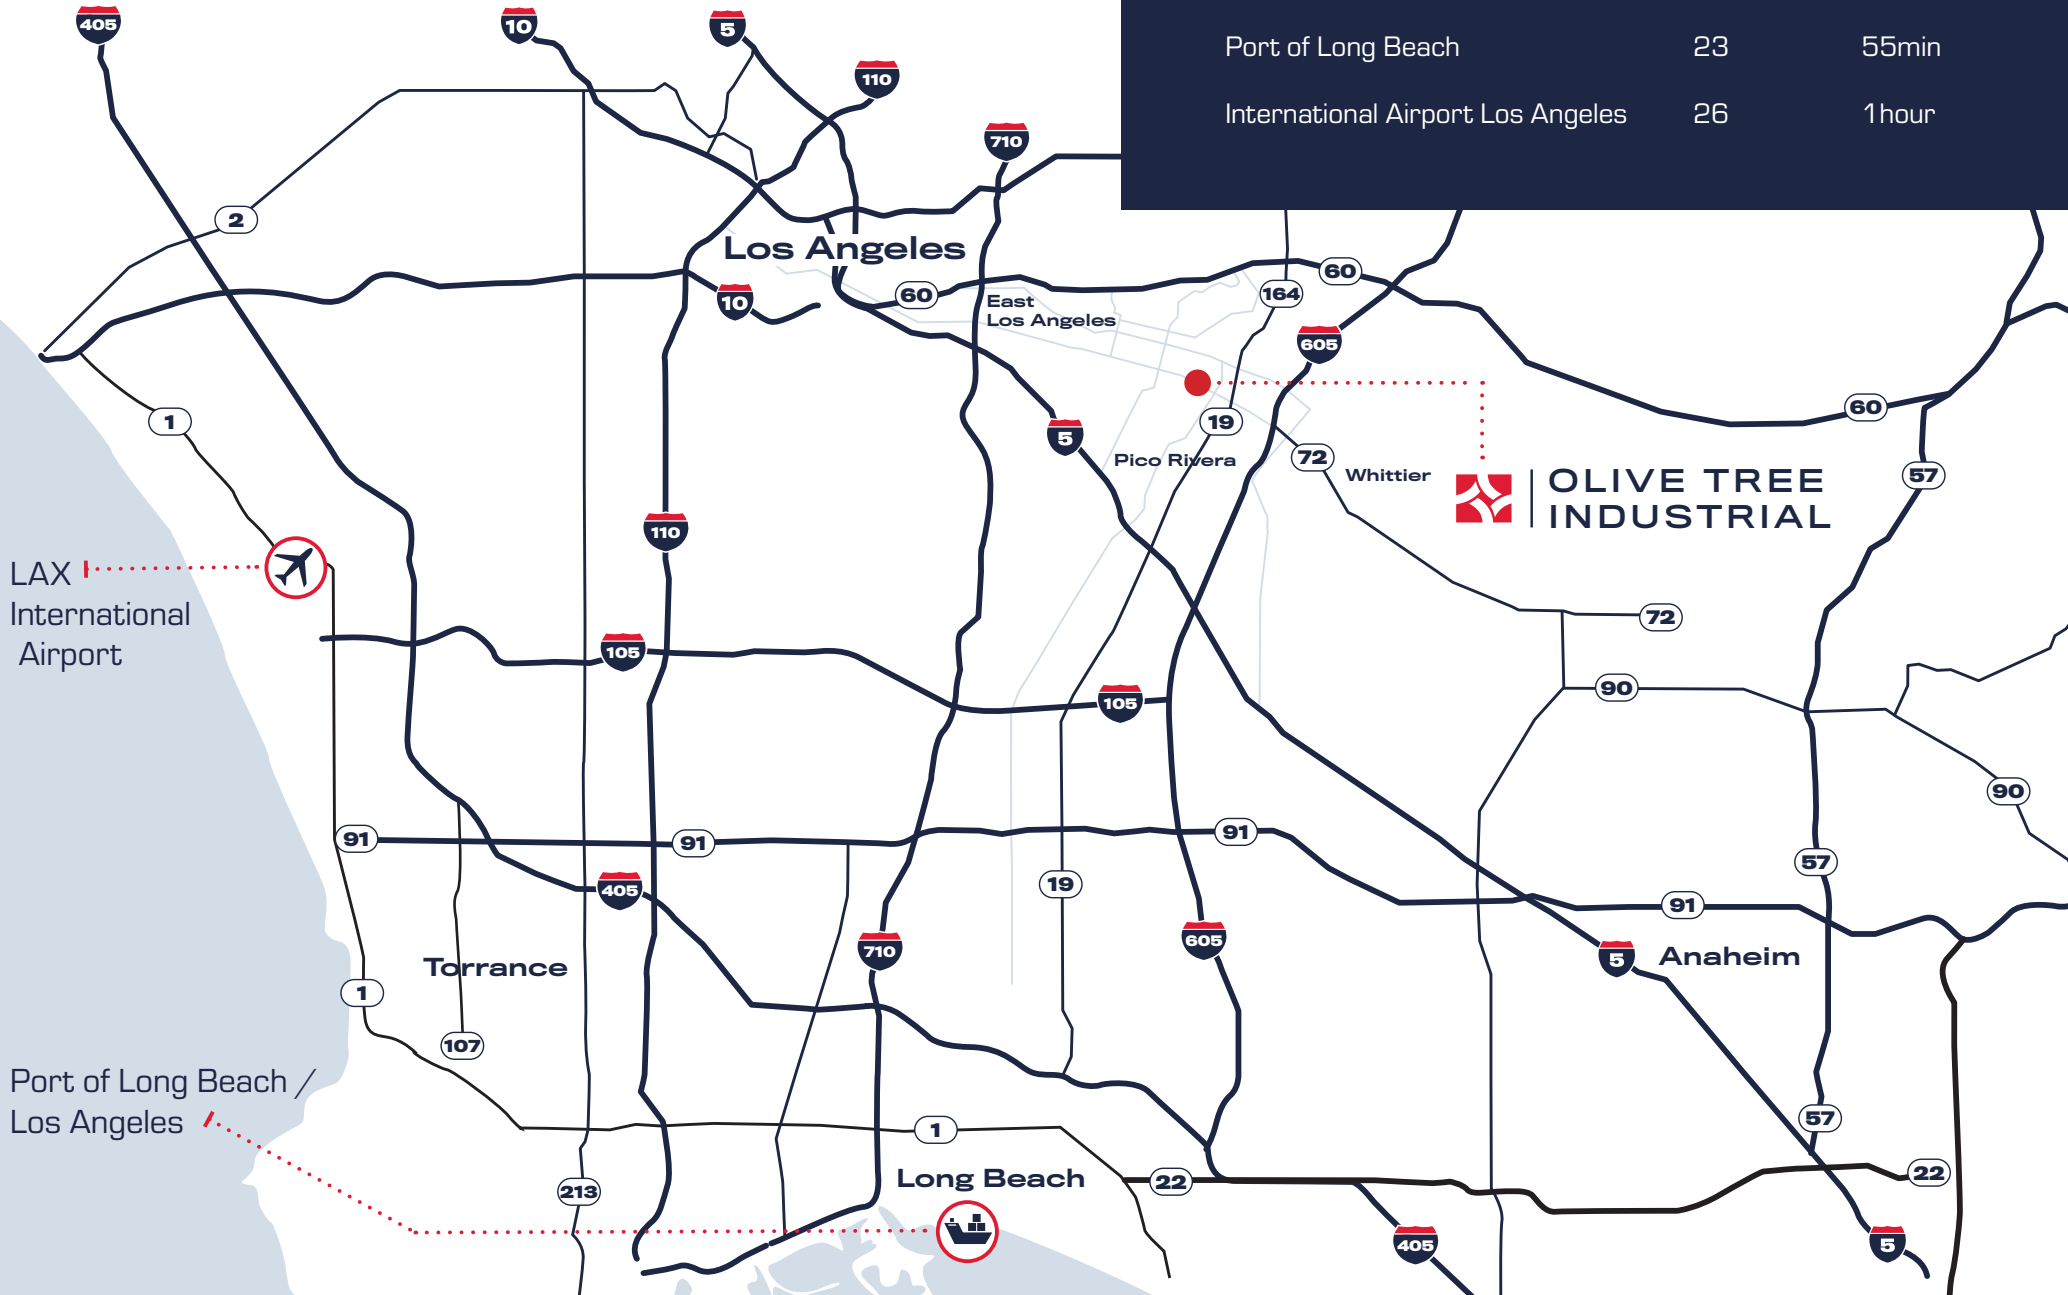 405
10
5
110
710
Port of Long Beach 23 55min
International Airport Los Angeles 26 1hour
2
Los Angeles
60
164
60
10
60
East
Los Angeles
605
1
19
5
Pico Rivera
72
Whittier
57
OLIVE TREE
INDUSTRIAL
110
LAX
International
Airport
72
105
90
105
90
91
91
91
57
405
19
91
710
605
5
Anaheim
Torrance
1
107
Port of Long Beach /
Los Angeles
1
57
Long Beach
22
22
213
405
5